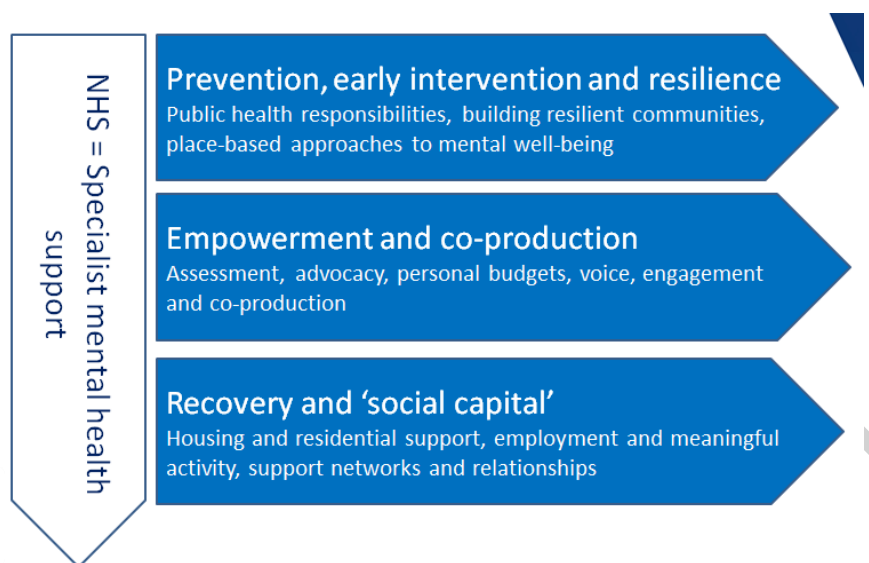 NHS = Specialist mental health
support
Prevention, early intervention and resilience
Public health responsibilities, building resilient communities,
place-based approaches to mental well-being
Empowerment and co-production
Assessment, advocacy, personal budgets, voice, engagement
and co-production
Recovery and ‘social capital’
Housing and residential support, employment and meaningful
activity, support networks and relationships